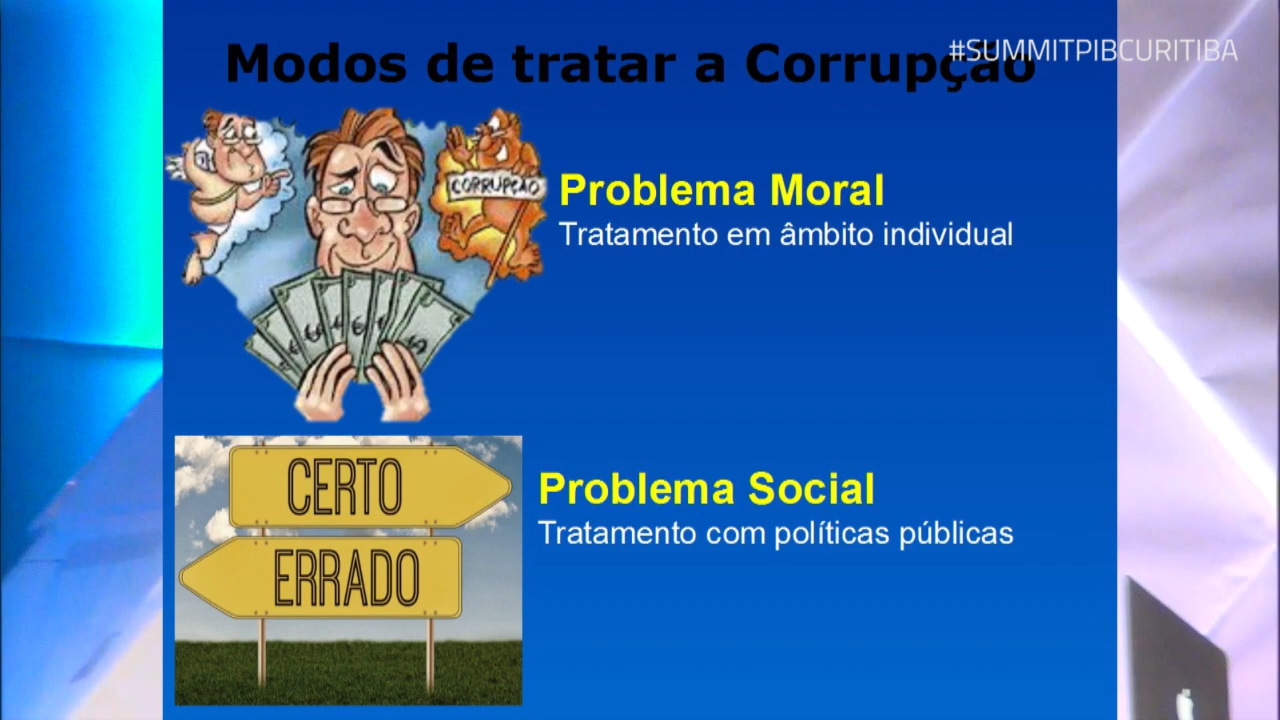 #SUMMITPIBCURITIBA
Modos de tratar a Corrupção
CORRUPÇÃO
Problema Moral
Tratamento em âmbito individual
CERTO
ERRADO
Problema Social
Tratamento com políticas públicas